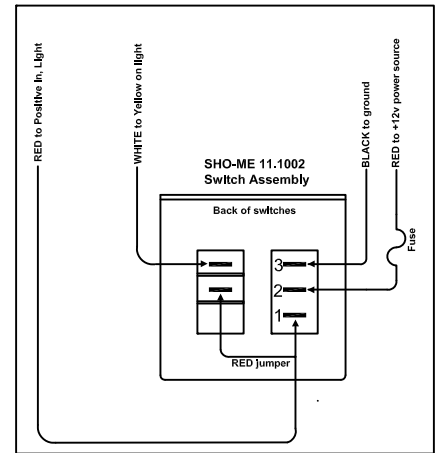 RED to Positive In, Light
WHITE to Yellow on light
BLACK to ground
RED to +12v power source
SHO-ME 11.1002
Switch Assembly
Back of switches
Fuse
3
2
1
RED jumper